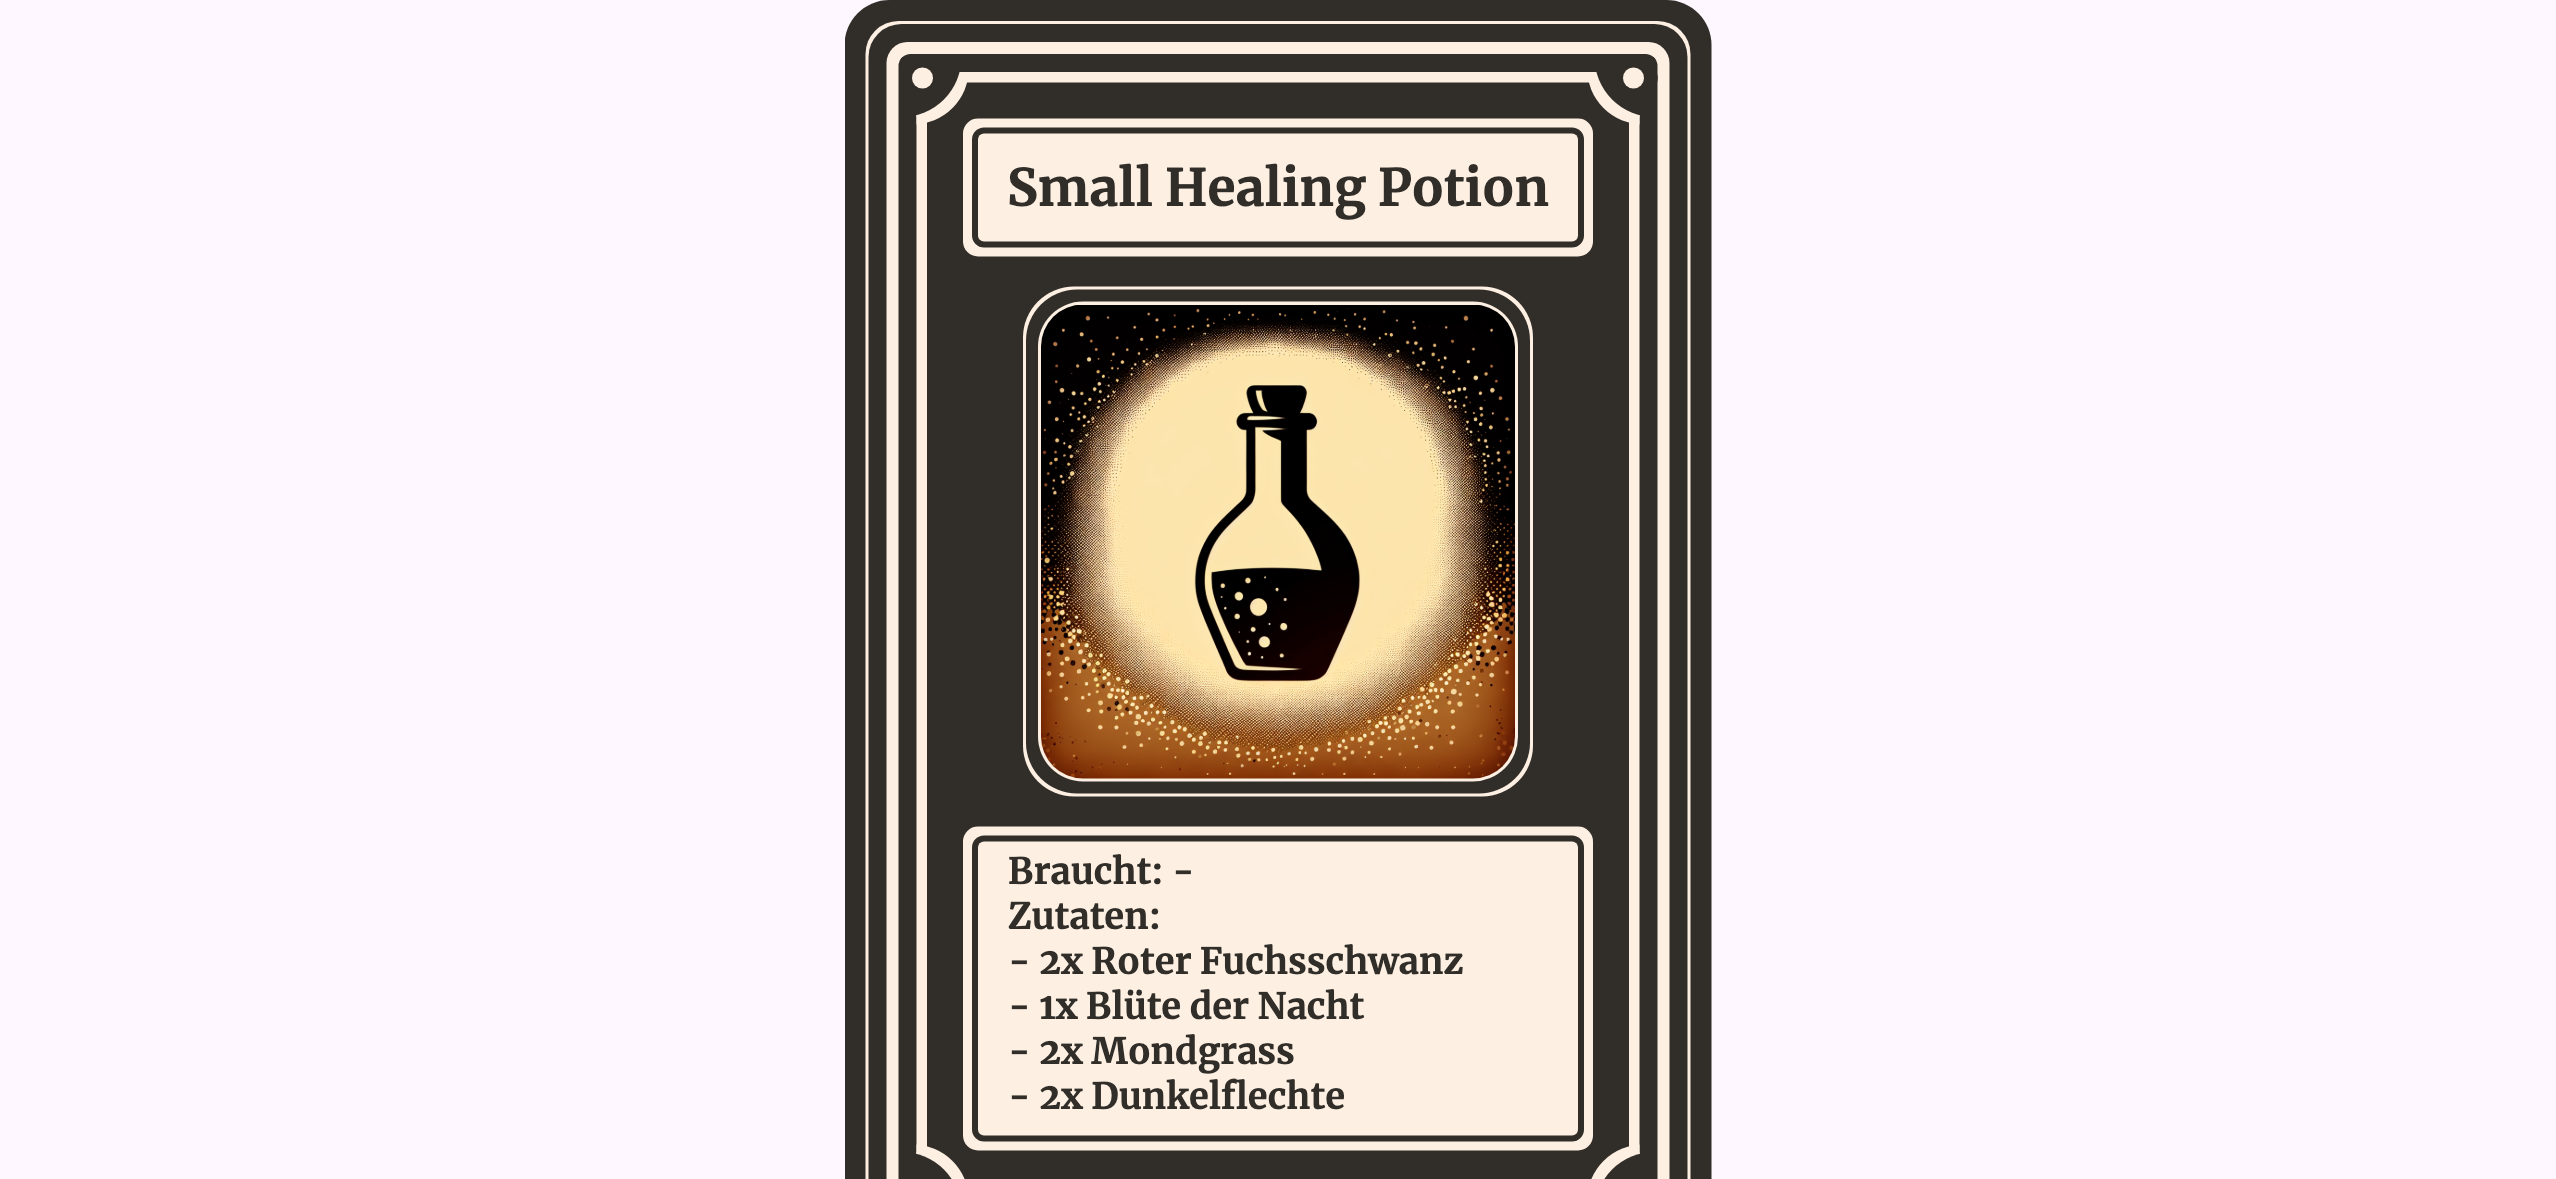 Small Healing Potion
Braucht: -
Zutaten:
- 2x Roter Fuchsschwanz
- 1x Blüte der Nacht
- 2x Mondgrass
- 2x Dunkelflechte